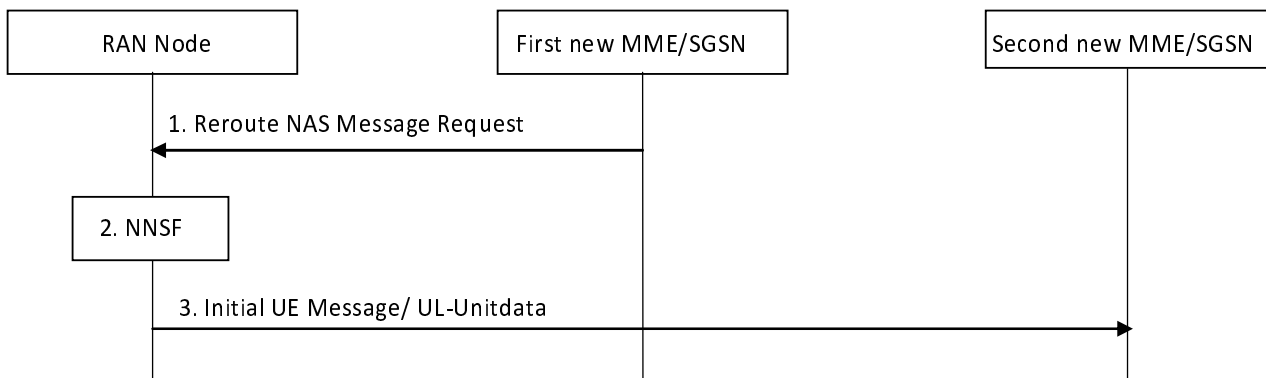 RAN Node
First new MME/SGSN
Second new MME/SGSN
1. Reroute NAS Message Request
2. NNSF
3. Initial UE Message/ UL-Unitdata